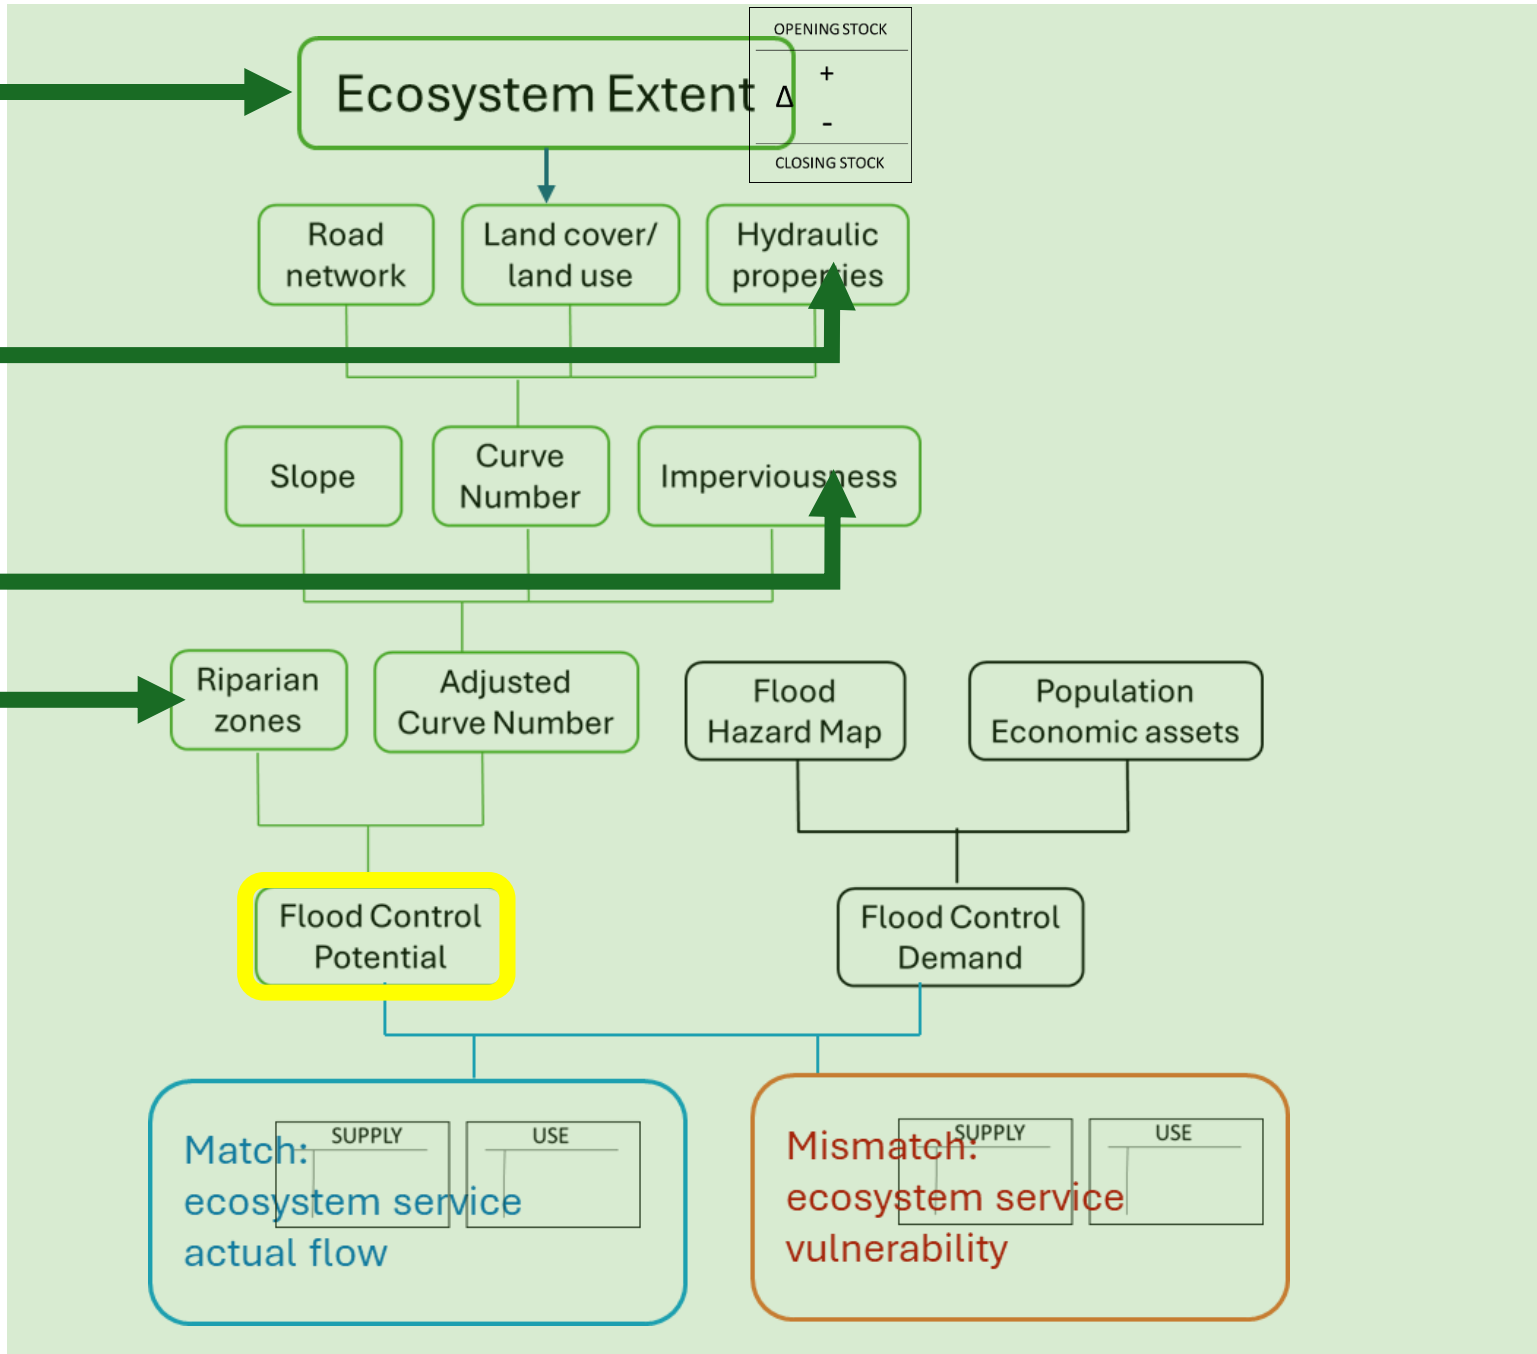 OPENING STOCK
Ecosystem Extent
Δ
+
-
CLOSING STOCK
Road
network
Land cover/
land use
Hydraulic
properties
Slope
Curve
Number
Imperviousness
Riparian
zones
Adjusted
Curve Number
Flood
Hazard Map
Population
Economic assets
Flood Control
Potential
Flood Control
Demand
Match:
ecosystem service
actual flow
SUPPLY
USE
Mismatch:
ecosystem service
vulnerability
SUPPLY
USE